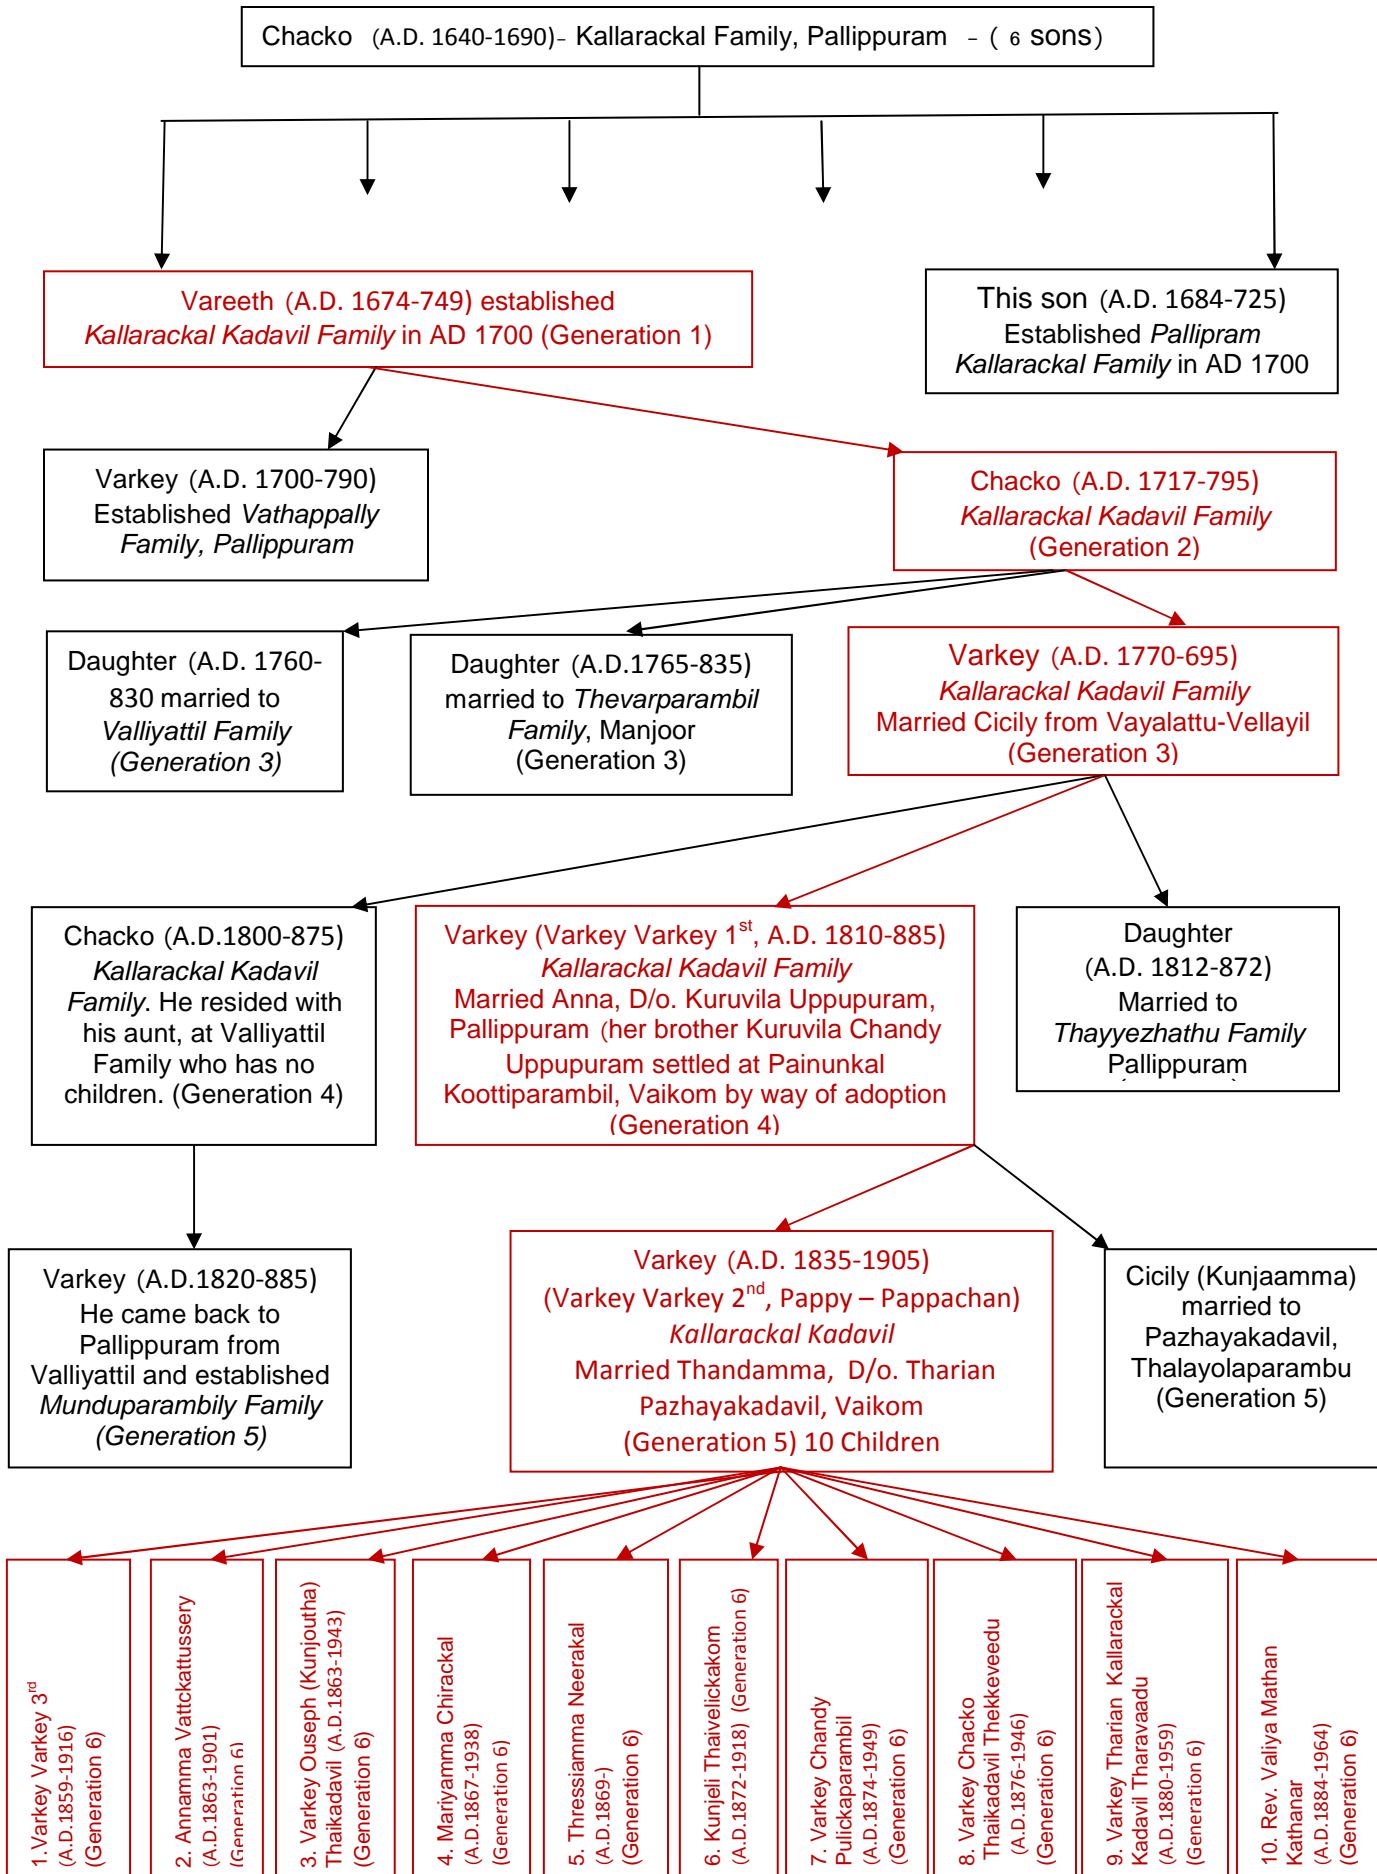 Chacko (A.D. 1640-1690)- Kallarackal Family, Pallippuram - ( 6 sons)
Vareeth (A.D. 1674-749) established
Kallarackal Kadavil Family in AD 1700 (Generation 1)
This son (A.D. 1684-725)
Established Pallipram
Kallarackal Family in AD 1700
Varkey (A.D. 1700-790)
Established Vathappally
Family, Pallippuram
Chacko (A.D. 1717-795)
Kallarackal Kadavil Family
(Generation 2)
Daughter (A.D. 1760-
830 married to
Valliyattil Family
(Generation 3)
Daughter (A.D.1765-835)
married to Thevarparambil
Family, Manjoor
(Generation 3)
Varkey (A.D. 1770-695)
Kallarackal Kadavil Family
Married Cicily from Vayalattu-Vellayil
(Generation 3)
Chacko (A.D.1800-875)
Kallarackal Kadavil
Family. He resided with
his aunt, at Valliyattil
Family who has no
children. (Generation 4)
Varkey (Varkey Varkey 1st, A.D. 1810-885)
Kallarackal Kadavil Family
Married Anna, D/o. Kuruvila Uppupuram,
Pallippuram (her brother Kuruvila Chandy
Uppupuram settled at Painunkal
Koottiparambil, Vaikom by way of adoption
(Generation 4)
Daughter
(A.D. 1812-872)
Married to
Thayyezhathu Family
Pallippuram
Varkey (A.D.1820-885)
He came back to
Pallippuram from
Valliyattil and established
Munduparambily Family
(Generation 5)
Varkey (A.D. 1835-1905)
(Varkey Varkey 2nd, Pappy – Pappachan)
Kallarackal Kadavil
Married Thandamma, D/o. Tharian
Pazhayakadavil, Vaikom
(Generation 5) 10 Children
Cicily (Kunjaamma)
married to
Pazhayakadavil,
Thalayolaparambu
(Generation 5)
1.Varkey Varkey 3rd
(A.D.1859-1916)
(Generation 6)
2. Annamma Vattckattussery
(A.D.1863-1901)
(Generation 6)
3. Varkey Ouseph (Kunjoutha)
Thaikadavil (A.D.1863-1943)
(Generation 6)
4. Mariyamma Chirackal
(A.D.1867-1938)
(Generation 6)
5. Thressiamma Neerakal
(A.D.1869-)
(Generation 6)
6. Kunjeli Thaivelickakom
(A.D.1872-1918) (Generation 6)
7. Varkey Chandy
Pulickaparambil
(A.D.1874-1949)
(Generation 6)
8. Varkey Chacko
Thaikadavil Thekkeveedu
(A.D.1876-1946)
(Generation 6)
9. Varkey Tharian Kallarackal
Kadavil Tharavaadu
(A.D.1880-1959)
(Generation 6)
10. Rev. Valiya Mathan
Kathanar
(A.D.1884-1964)
(Generation 6)